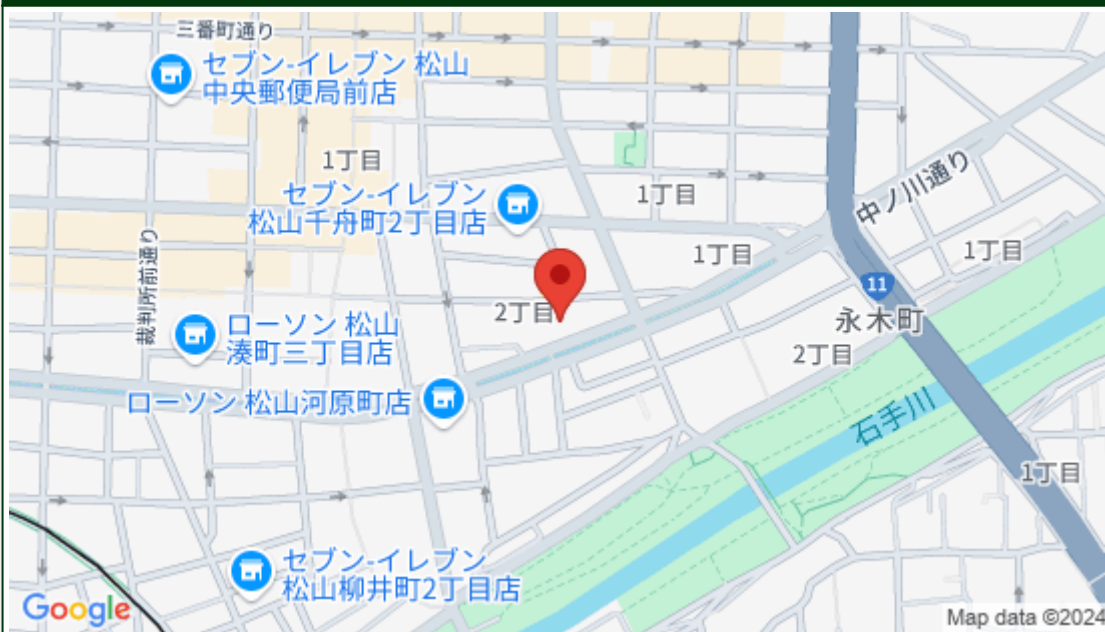 三番町通り
セブン-イレブン 松山
中央郵便局前店
1丁目
セブン-イレブン
松山千舟町2丁目店
1丁目
中ノ川通り
1丁目
1丁目
裁判所前通り
11
2丁目
永木町
ローソン 松山
湊町三丁目店
2丁目
ローソン 松山河原町店
石手川
1丁目
セブン-イレブン
松山柳井町2丁目店
Google
Map data ©2024